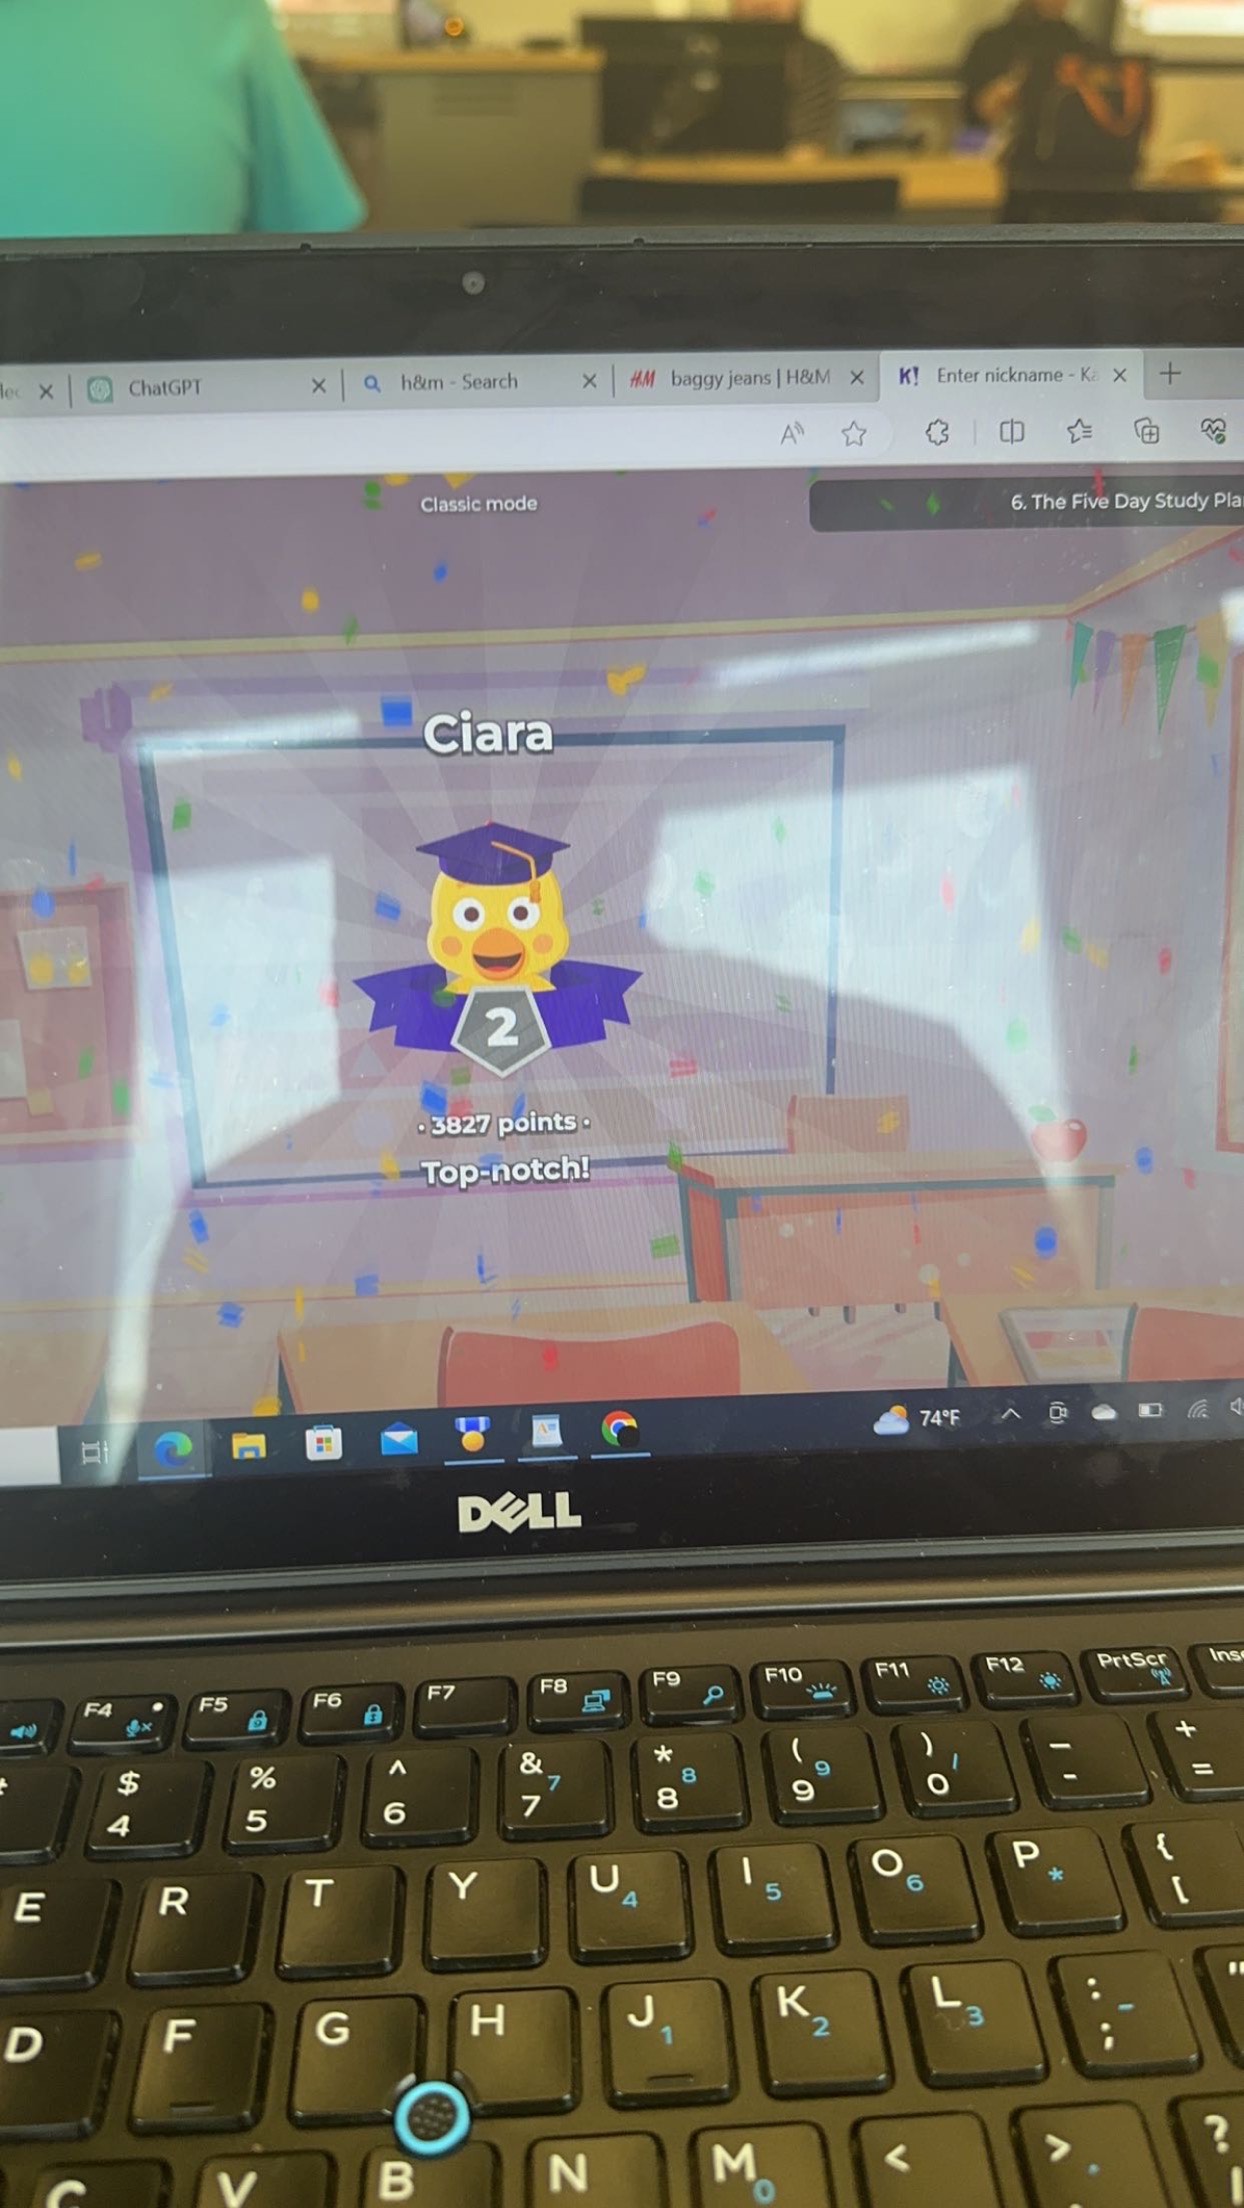 ChatGPT
h&m - Search
HM baggy jeans | H&M
K! Enter nickname - Ka
A
Classic mode
6. The Five Day Study Pla
Ciara
2
· 3827 points ·
Top-notch!
74°F
DELL
F4 F5 F6 F7 F8 F9 F10 F11 F12 PrtScr Ins
$ % ^ & * ( ) _ +
4 5 6 7 7 8 8 9 9 0 / - =
E R T Y U 4 I 5 O 6 P * { [
D F G H J 1 K 2 L 3 : ; - "
C V B N M 0 < > . ?